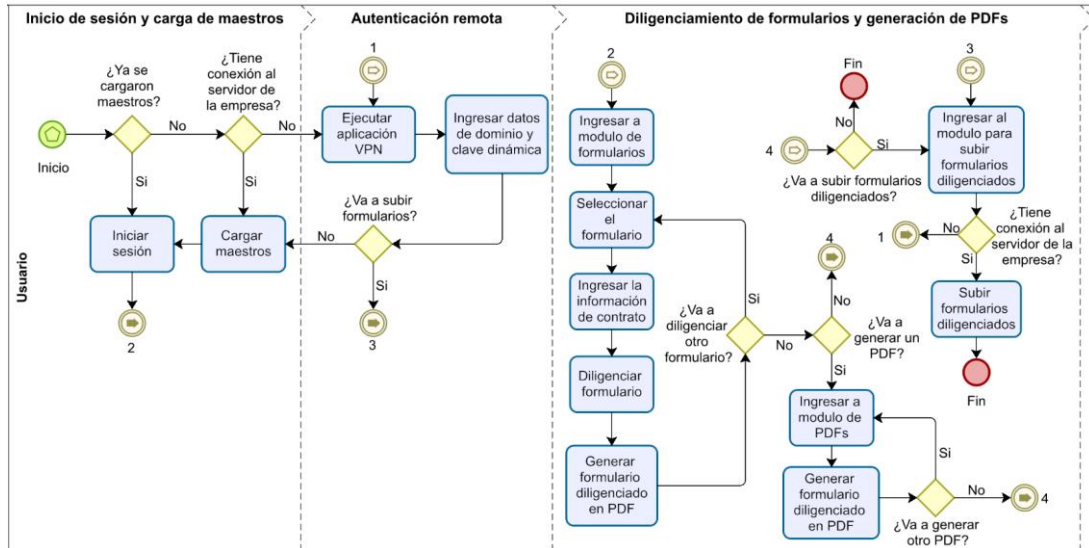 Inicio de sesión y carga de maestros
Autenticación remota
Diligenciamiento de formularios y generación de PDFs
Usuario
Inicio
¿Ya se
cargaron
maestros?
No
Si
¿Tiene
conexión al
servidor de
la empresa?
No
Si
Iniciar
sesión
Cargar
maestros
2
1
Ejecutar
aplicación
VPN
Ingresar datos
de dominio y
clave dinámica
¿Va a subir
formularios?
No
Si
3
2
Ingresar a
modulo de
formularios
Seleccionar
el
formulario
Ingresar la
información
de contrato
Diligenciar
formulario
Generar
formulario
diligenciado
en PDF
¿Va a
diligenciar
otro
formulario?
Si
No
4
No
¿Va a
generar un
PDF?
Si
Ingresar a
modulo de
PDFs
Generar
formulario
diligenciado
en PDF
Si
No
4
¿Va a generar
otro PDF?
Fin
No
4
Si
¿Va a subir formularios
diligenciados?
3
Ingresar al
modulo para
subir
formularios
diligenciados
1
No
¿Tiene
conexión al
servidor de la
empresa?
Si
Subir
formularios
diligenciados
Fin